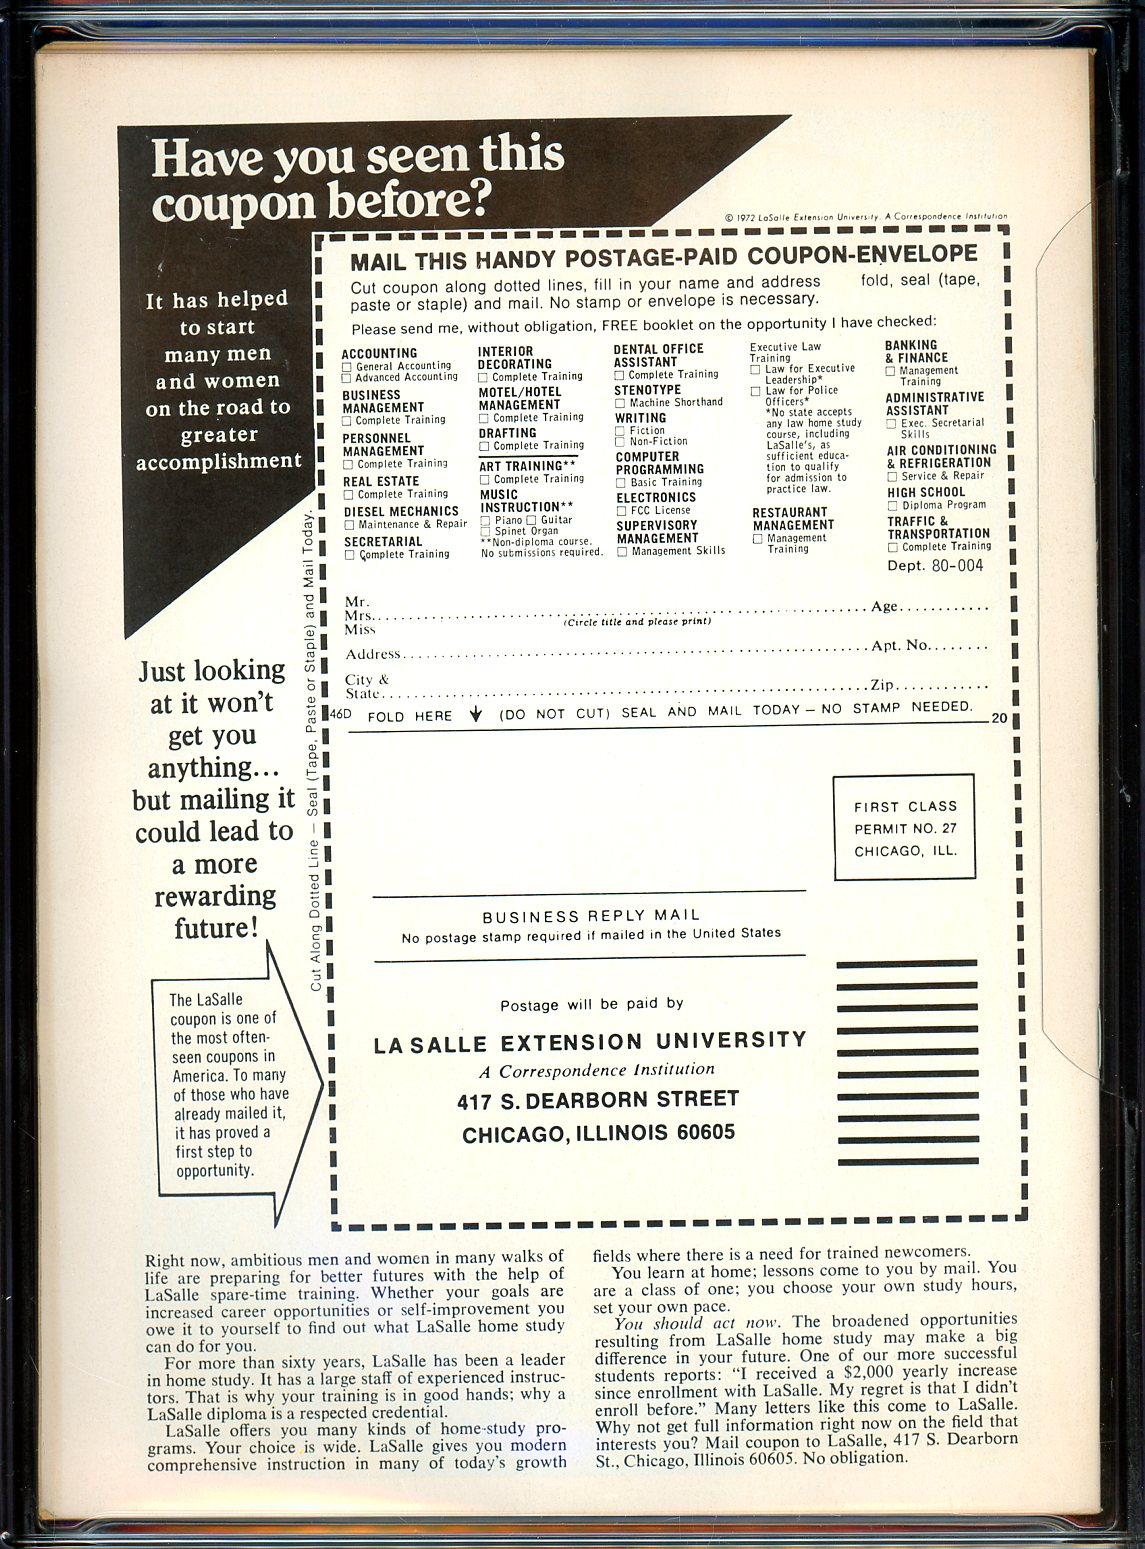 Have you seen this
coupon before?
© 1972 LaSalle Extension University. A Correspondence Institution
It has helped
to start
many men
and women
on the road to
greater
accomplishment
MAIL THIS HANDY POSTAGE-PAID COUPON-ENVELOPE
Cut coupon along dotted lines, fill in your name and address fold, seal (tape,
paste or staple) and mail. No stamp or envelope is necessary.
Please send me, without obligation, FREE booklet on the opportunity I have checked:
ACCOUNTING
☐ General Accounting
☐ Advanced Accounting
BUSINESS
MANAGEMENT
☐ Complete Training
PERSONNEL
MANAGEMENT
☐ Complete Training
REAL ESTATE
☐ Complete Training
DIESEL MECHANICS
☐ Maintenance & Repair
SECRETARIAL
☐ Complete Training
INTERIOR
DECORATING
☐ Complete Training
MOTEL/HOTEL
MANAGEMENT
☐ Complete Training
DRAFTING
☐ Complete Training
ART TRAINING**
☐ Complete Training
MUSIC
INSTRUCTION**
☐ Piano ☐ Guitar
☐ Spinet Organ
**Non-diploma course.
No submissions required.
DENTAL OFFICE
ASSISTANT
☐ Complete Training
STENOTYPE
☐ Machine Shorthand
WRITING
☐ Fiction
☐ Non-Fiction
COMPUTER
PROGRAMMING
☐ Basic Training
ELECTRONICS
☐ FCC License
SUPERVISORY
MANAGEMENT
☐ Management Skills
Executive Law
Training
☐ Law for Executive
Leadership*
☐ Law for Police
Officers*
*No state accepts
any law home study
course, including
LaSalle's, as
sufficient educa-
tion to qualify
for admission to
practice law.
RESTAURANT
MANAGEMENT
☐ Management
Training
BANKING
& FINANCE
☐ Management
Training
ADMINISTRATIVE
ASSISTANT
☐ Exec. Secretarial
Skills
AIR CONDITIONING
& REFRIGERATION
☐ Service & Repair
HIGH SCHOOL
☐ Diploma Program
TRAFFIC &
TRANSPORTATION
☐ Complete Training
Dept. 80-004
Mr.
Mrs. Age
Miss
(Circle title and please print)
Address Apt. No.
City &
State Zip
46D FOLD HERE ↓ (DO NOT CUT) SEAL AND MAIL TODAY – NO STAMP NEEDED.
20
Cut Along Dotted Line – Seal (Tape, Paste or Staple) and Mail Today.
Just looking
at it won't
get you
anything...
but mailing it
could lead to
a more
rewarding
future!
The LaSalle
coupon is one of
the most often-
seen coupons in
America. To many
of those who have
already mailed it,
it has proved a
first step to
opportunity.
FIRST CLASS
PERMIT NO. 27
CHICAGO, ILL.
BUSINESS REPLY MAIL
No postage stamp required if mailed in the United States
Postage will be paid by
LA SALLE EXTENSION UNIVERSITY
A Correspondence Institution
417 S. DEARBORN STREET
CHICAGO, ILLINOIS 60605
Right now, ambitious men and women in many walks of
life are preparing for better futures with the help of
LaSalle spare-time training. Whether your goals are
increased career opportunities or self-improvement you
owe it to yourself to find out what LaSalle home study
can do for you.
For more than sixty years, LaSalle has been a leader
in home study. It has a large staff of experienced instruc-
tors. That is why your training is in good hands; why a
LaSalle diploma is a respected credential.
LaSalle offers you many kinds of home-study pro-
grams. Your choice is wide. LaSalle gives you modern
comprehensive instruction in many of today's growth
fields where there is a need for trained newcomers.
You learn at home; lessons come to you by mail. You
are a class of one; you choose your own study hours,
set your own pace.
You should act now. The broadened opportunities
resulting from LaSalle home study may make a big
difference in your future. One of our more successful
students reports: "I received a $2,000 yearly increase
since enrollment with LaSalle. My regret is that I didn't
enroll before." Many letters like this come to LaSalle.
Why not get full information right now on the field that
interests you? Mail coupon to LaSalle, 417 S. Dearborn
St., Chicago, Illinois 60605. No obligation.